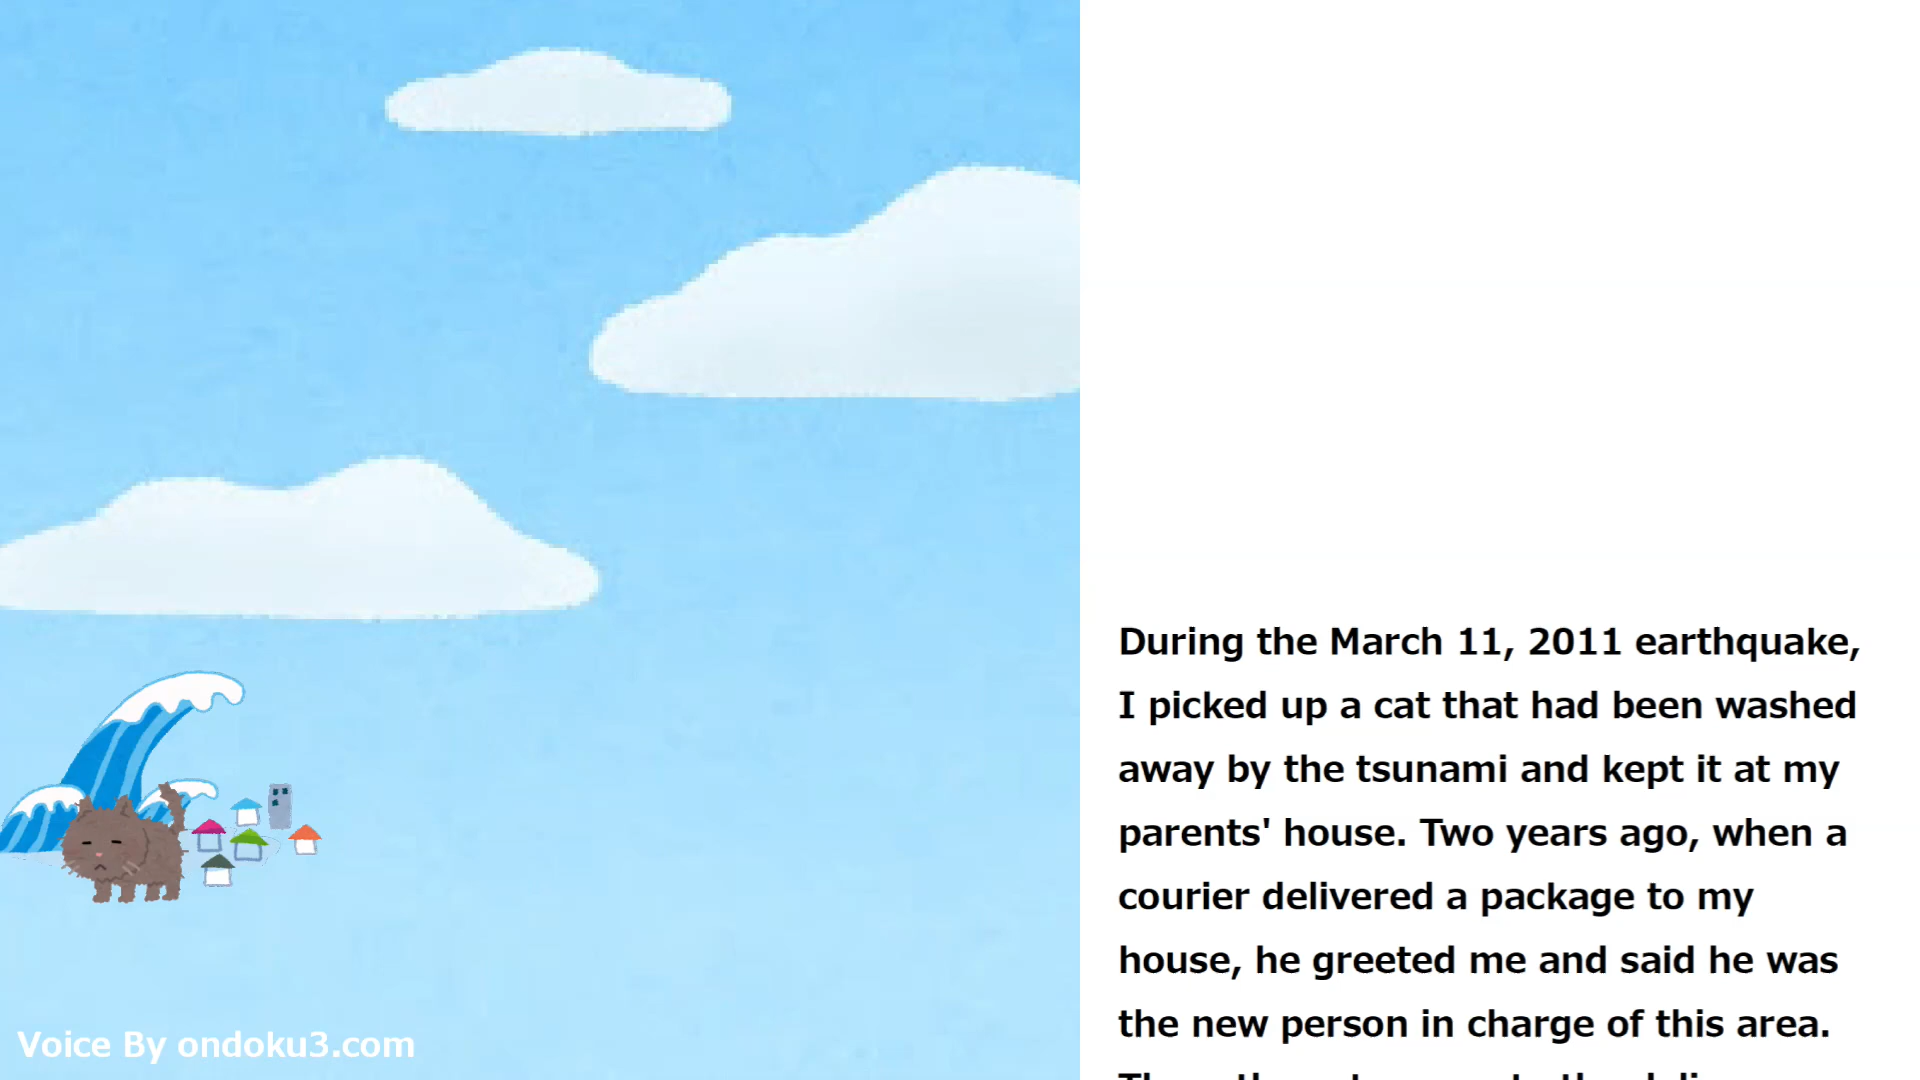 During the March 11, 2011 earthquake,
I picked up a cat that had been washed
away by the tsunami and kept it at my
parents' house. Two years ago, when a
courier delivered a package to my
house, he greeted me and said he was
the new person in charge of this area.
Voice By ondoku3.com